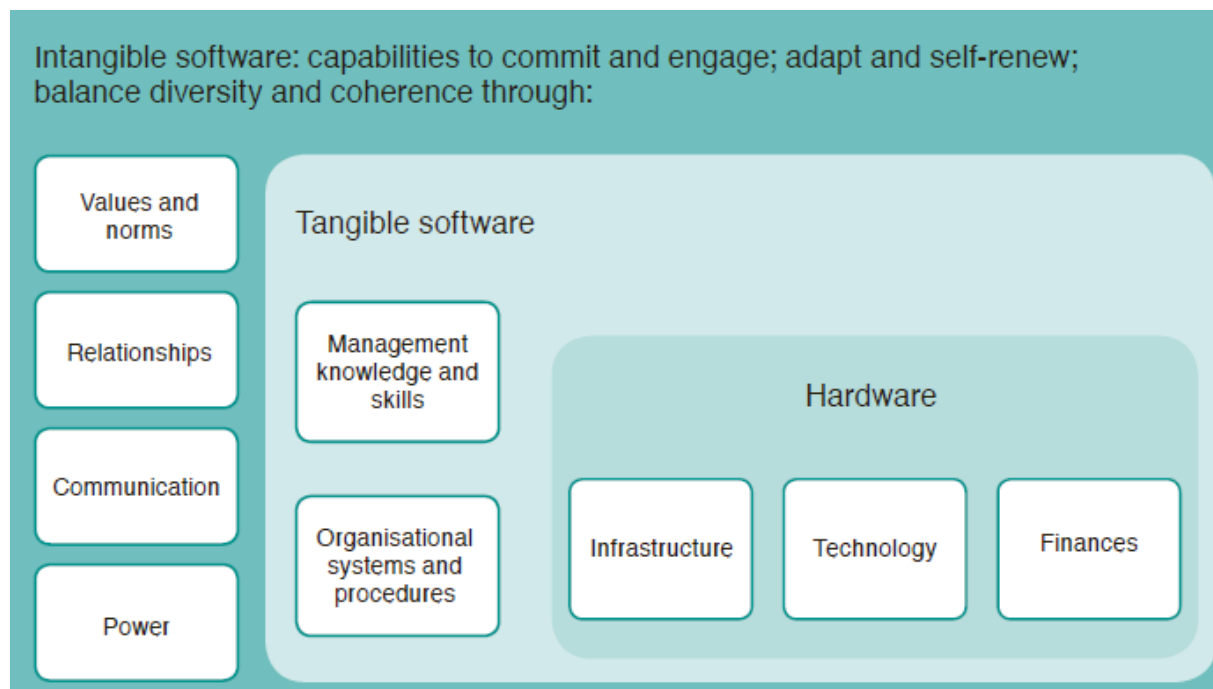 Intangible software: capabilities to commit and engage; adapt and self-renew;
balance diversity and coherence through:
Values and
norms
Relationships
Communication
Power
Tangible software
Management
knowledge and
skills
Organisational
systems and
procedures
Hardware
Infrastructure
Technology
Finances